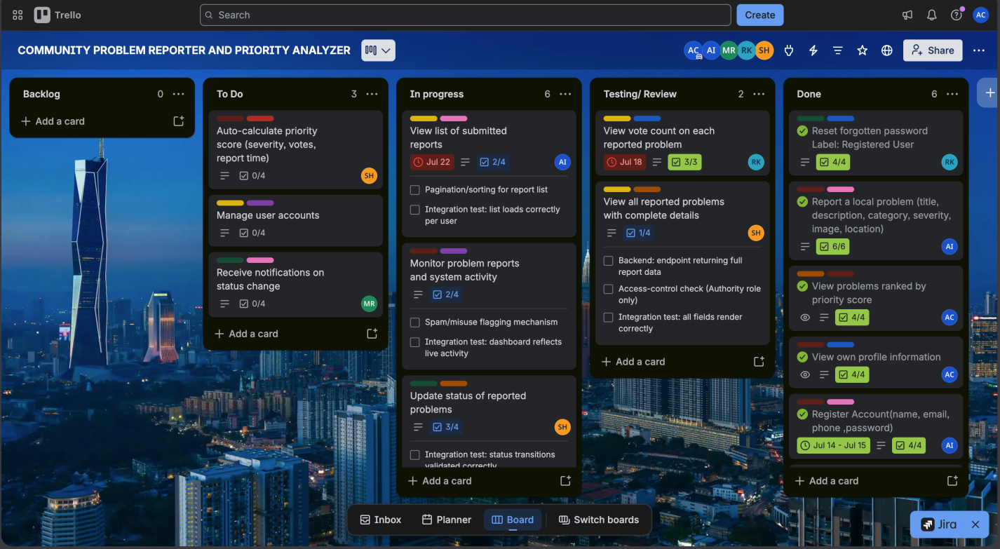 Trello
Search
Create
AC
COMMUNITY PROBLEM REPORTER AND PRIORITY ANALYZER
AC AI MR RK SH
Share
Backlog 0
Add a card
To Do 3
Auto-calculate priority
score (severity, votes,
report time)
0/4 SH
Manage user accounts
0/4
Receive notifications on
status change
0/4 MR
Add a card
In progress 6
View list of submitted
reports
Jul 22 2/4 AI
Pagination/sorting for report list
Integration test: list loads correctly
per user
Monitor problem reports
and system activity
2/4
Spam/misuse flagging mechanism
Integration test: dashboard reflects
live activity
Update status of reported
problems
3/4 SH
Integration test: status transitions
validated correctly
Add a card
Testing/ Review 2
View vote count on each
reported problem
Jul 18 3/3 RK
View all reported problems
with complete details
1/4 SH
Backend: endpoint returning full
report data
Access-control check (Authority role
only)
Integration test: all fields render
correctly
Add a card
Done 6
Reset forgotten password
Label: Registered User
4/4 RK
Report a local problem (title,
description, category, severity,
image, location)
6/6 AI
View problems ranked by
priority score
4/4 AC
View own profile information
4/4 AC
Register Account(name, email,
phone ,password)
Jul 14 - Jul 15 4/4 AI
Add a card
Inbox
Planner
Board
Switch boards
Jira